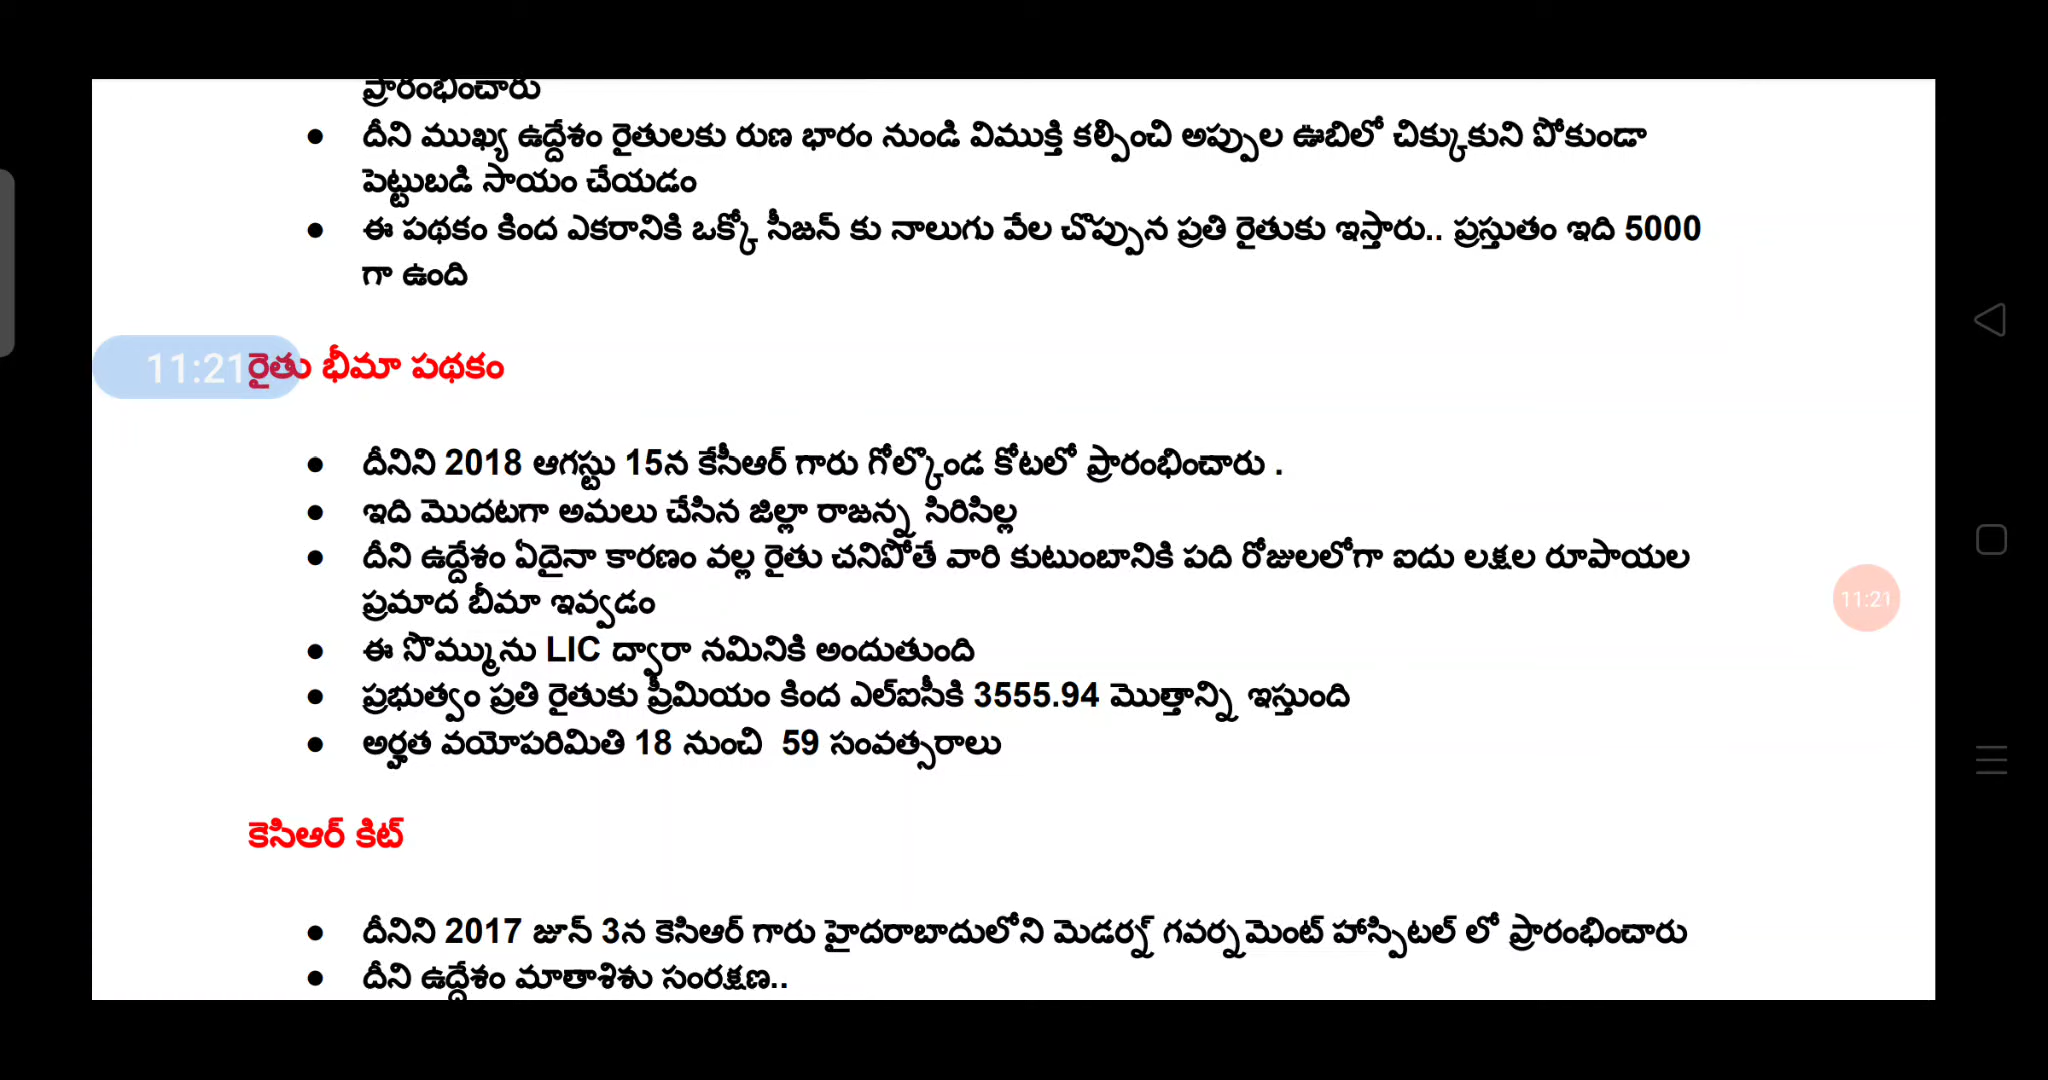 ప్రారంభించారు
● దీని ముఖ్య ఉద్దేశం రైతులకు రుణ భారం నుండి విముక్తి కల్పించి అప్పుల ఊబిలో చిక్కుకుని పోకుండా
పెట్టుబడి సాయం చేయడం
● ఈ పథకం కింద ఎకరానికి ఒక్కో సీజన్ కు నాలుగు వేల చొప్పున ప్రతి రైతుకు ఇస్తారు.. ప్రస్తుతం ఇది 5000
గా ఉంది
11:21 రైతు భీమా పథకం
● దీనిని 2018 ఆగస్టు 15న కేసీఆర్ గారు గోల్కొండ కోటలో ప్రారంభించారు .
● ఇది మొదటగా అమలు చేసిన జిల్లా రాజన్న సిరిసిల్ల
● దీని ఉద్దేశం ఏదైనా కారణం వల్ల రైతు చనిపోతే వారి కుటుంబానికి పది రోజులలోగా ఐదు లక్షల రూపాయల
ప్రమాద బీమా ఇవ్వడం
11:21
● ఈ సొమ్మును LIC ద్వారా నమినికి అందుతుంది
● ప్రభుత్వం ప్రతి రైతుకు ప్రీమియం కింద ఎల్ఐసీకి 3555.94 మొత్తాన్ని ఇస్తుంది
● అర్హత వయోపరిమితి 18 నుంచి 59 సంవత్సరాలు
కెసిఆర్ కిట్
● దీనిని 2017 జూన్ 3న కెసిఆర్ గారు హైదరాబాదులోని మెడర్న్ గవర్నమెంట్ హాస్పిటల్ లో ప్రారంభించారు
● దీని ఉద్దేశం మాతాశిశు సంరక్షణ..